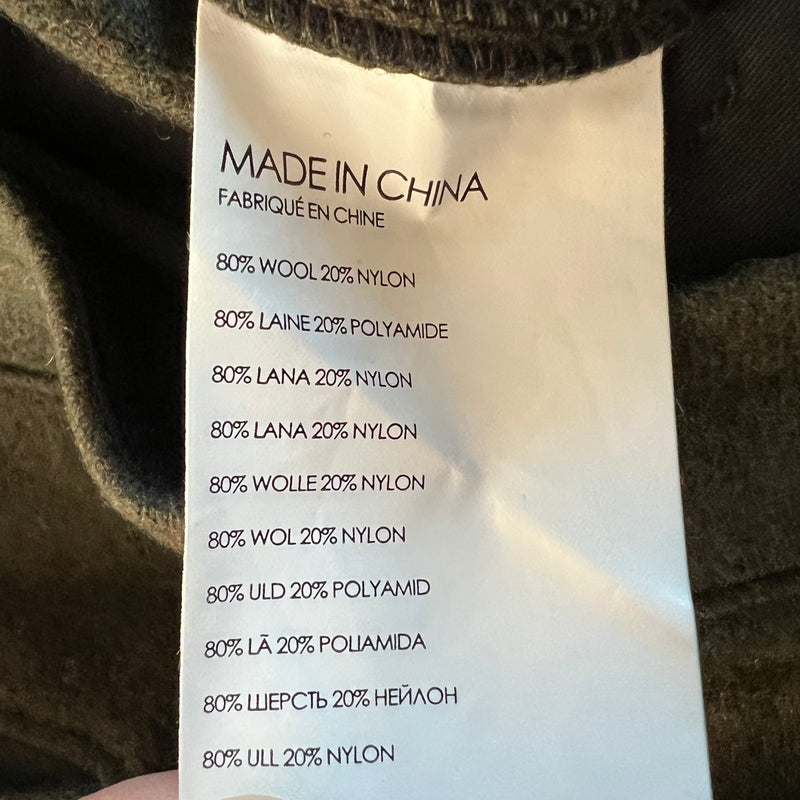 MADE IN CHINA
FABRIQUÉ EN CHINE
80% WOOL 20% NYLON
80% LAINE 20% POLYAMIDE
80% LANA 20% NYLON
80% LANA 20% NYLON
80% WOLLE 20% NYLON
80% WOL 20% NYLON
80% ULD 20% POLYAMID
80% LÃ 20% POLIAMIDA
80% ШЕРСТЬ 20% НЕЙЛОН
80% ULL 20% NYLON